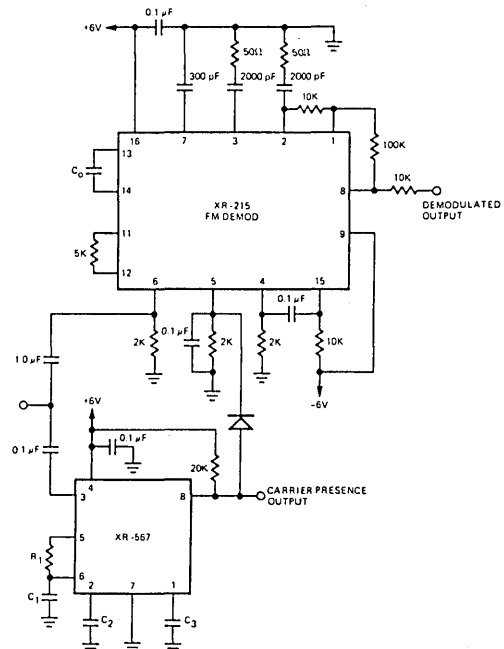 0.1 µF
+6V
50Ω
50Ω
300 pF
2000 pF
2000 pF
10K
16
7
3
2
1
100K
13
C₀
14
XR-215
FM DEMOD
8
10K
DEMODULATED
OUTPUT
11
9
5K
12
6
5
4
15
0.1 µF
0.1 µF
2K
2K
2K
10K
1.0 µF
-6V
+6V
0.1 µF
0.1 µF
20K
4
3
8
CARRIER PRESENCE
OUTPUT
5
XR-567
R₁
6
2
7
1
C₁
C₂
C₃